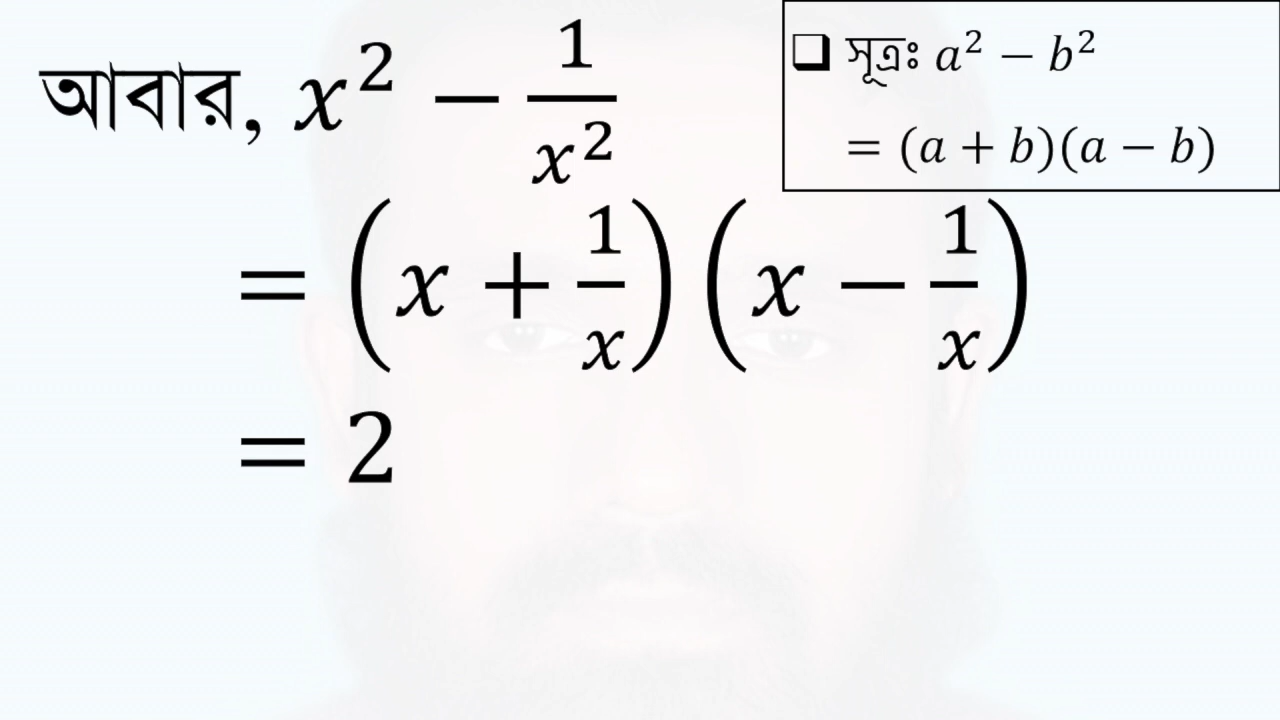 আবার, x² − 1/x²
❑ সূত্রঃ a² − b²
= (a + b)(a − b)
= (x + 1/x)(x − 1/x)
= 2